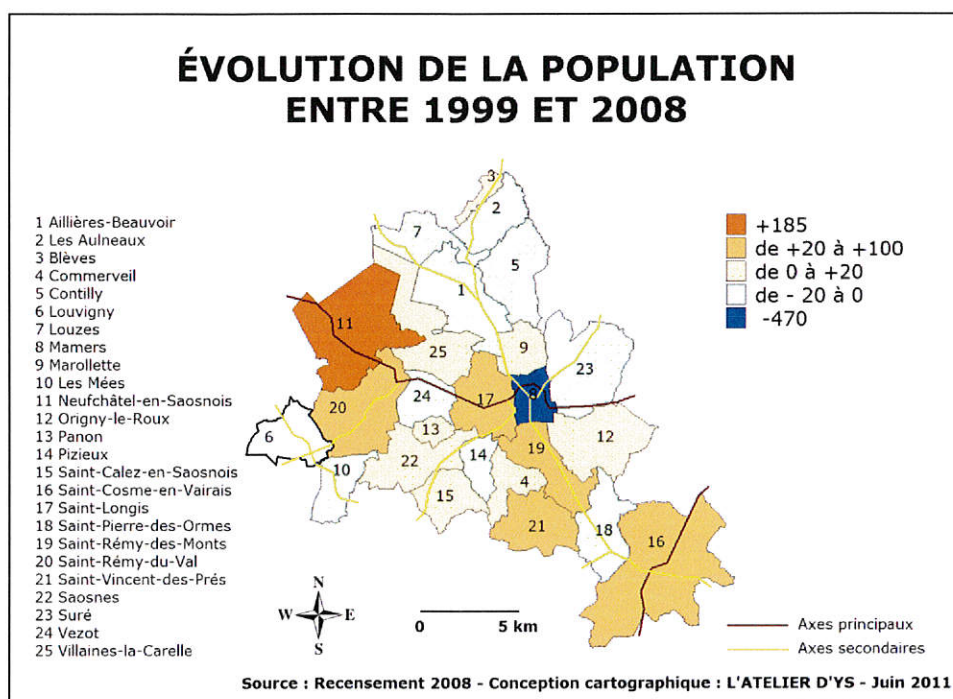 ÉVOLUTION DE LA POPULATION
ENTRE 1999 ET 2008
1 Aillières-Beauvoir
2 Les Aulneaux
3 Blèves
4 Commerveil
5 Contilly
6 Louvigny
7 Louzes
8 Mamers
9 Marollette
10 Les Mées
11 Neufchâtel-en-Saosnois
12 Origny-le-Roux
13 Panon
14 Pizieux
15 Saint-Calez-en-Saosnois
16 Saint-Cosme-en-Vairais
17 Saint-Longis
18 Saint-Pierre-des-Ormes
19 Saint-Rémy-des-Monts
20 Saint-Rémy-du-Val
21 Saint-Vincent-des-Prés
22 Saosnes
23 Suré
24 Vezot
25 Villaines-la-Carelle
3
2
7
5
1
11
25
9
23
24
17
8
20
13
6
12
19
10
22
14
4
15
21
18
16
+185
de +20 à +100
de 0 à +20
de - 20 à 0
-470
N
W E
S
0 5 km
Axes principaux
Axes secondaires
Source : Recensement 2008 - Conception cartographique : L'ATELIER D'YS - Juin 2011